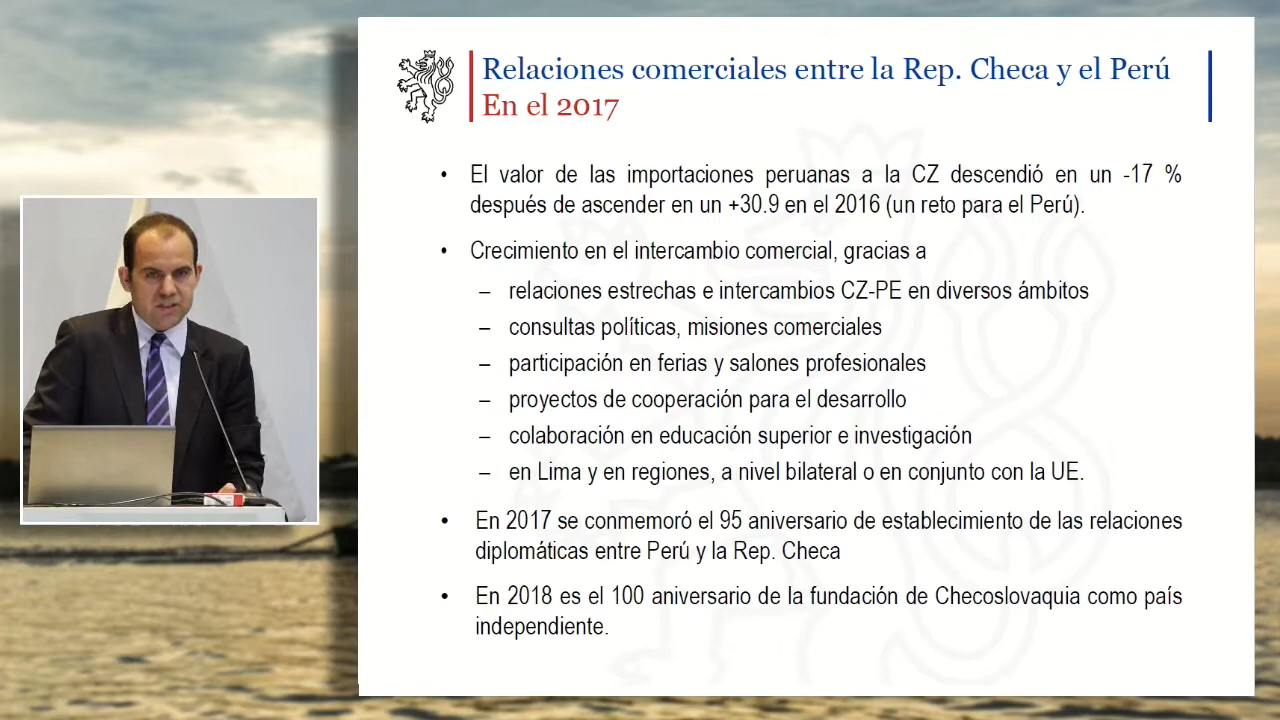 Relaciones comerciales entre la Rep. Checa y el Perú
En el 2017
• El valor de las importaciones peruanas a la CZ descendió en un -17 %
después de ascender en un +30.9 en el 2016 (un reto para el Perú).
• Crecimiento en el intercambio comercial, gracias a
– relaciones estrechas e intercambios CZ-PE en diversos ámbitos
– consultas políticas, misiones comerciales
– participación en ferias y salones profesionales
– proyectos de cooperación para el desarrollo
– colaboración en educación superior e investigación
– en Lima y en regiones, a nivel bilateral o en conjunto con la UE.
• En 2017 se conmemoró el 95 aniversario de establecimiento de las relaciones
diplomáticas entre Perú y la Rep. Checa
• En 2018 es el 100 aniversario de la fundación de Checoslovaquia como país
independiente.